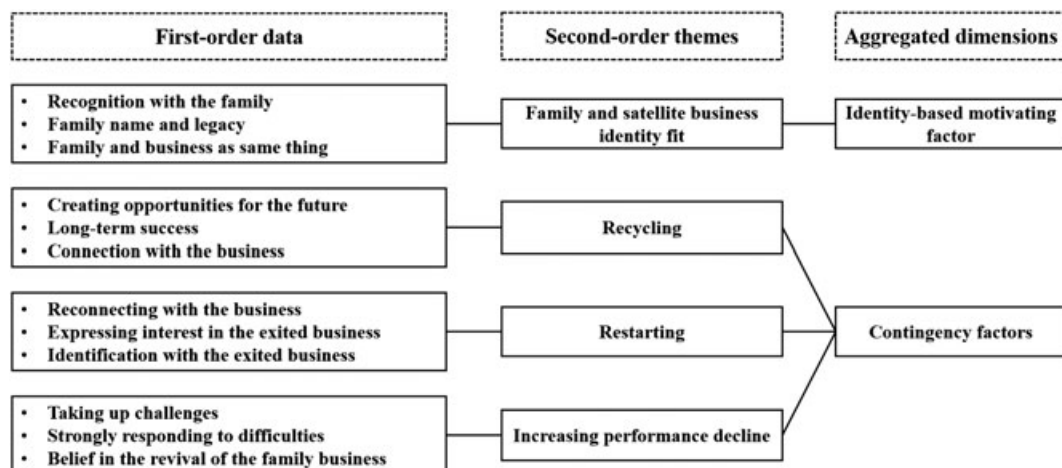 First-order data
Second-order themes
Aggregated dimensions
• Recognition with the family
• Family name and legacy
• Family and business as same thing
Family and satellite business
identity fit
Identity-based motivating
factor
• Creating opportunities for the future
• Long-term success
• Connection with the business
Recycling
• Reconnecting with the business
• Expressing interest in the exited business
• Identification with the exited business
Restarting
Contingency factors
• Taking up challenges
• Strongly responding to difficulties
• Belief in the revival of the family business
Increasing performance decline